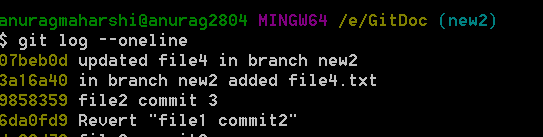 anuragmaharshi@anurag2804 MINGW64 /e/GitDoc (new2)
$ git log --oneline
07beb0d updated file4 in branch new2
3a16a40 in branch new2 added file4.txt
9858359 file2 commit 3
6da0fd9 Revert "file1 commit2"